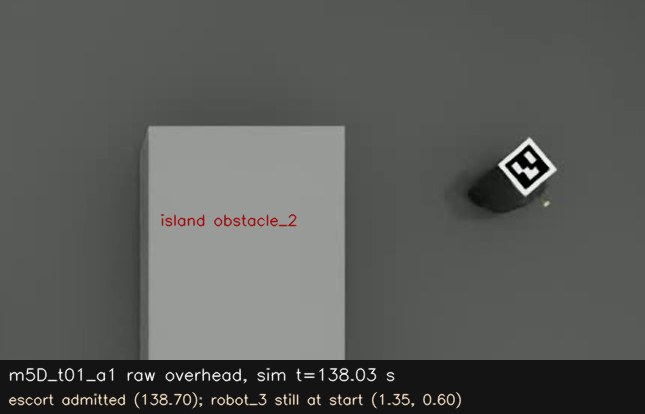 island obstacle_2
m5D_t01_a1 raw overhead, sim t=138.03 s
escort admitted (138.70); robot_3 still at start (1.35, 0.60)